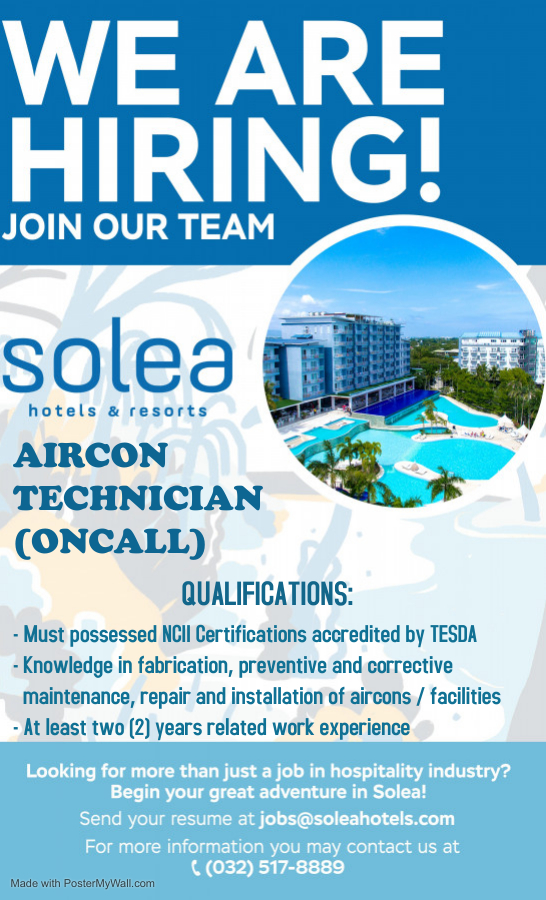 WE ARE
HIRING!
JOIN OUR TEAM
solea
hotels & resorts
AIRCON
TECHNICIAN
(ONCALL)
QUALIFICATIONS:
- Must possessed NCII Certifications accredited by TESDA
- Knowledge in fabrication, preventive and corrective
maintenance, repair and installation of aircons / facilities
- At least two (2) years related work experience
Looking for more than just a job in hospitality industry?
Begin your great adventure in Solea!
Send your resume at jobs@soleahotels.com
For more information you may contact us at
(032) 517-8889
Made with PosterMyWall.com